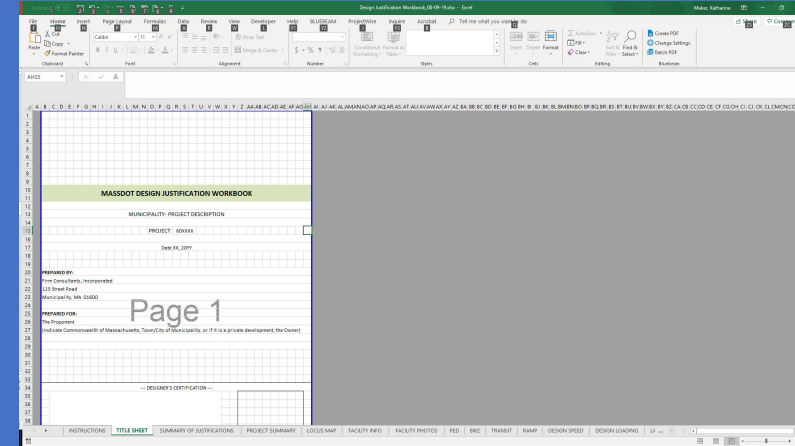 AutoSave
Design Justification Workbook_08-09-19.xlsx - Excel
Makes, Katharine
File Home Insert Page Layout Formulas Data Review View Developer Help BLUEBEAM ProjectWise Inquire Acrobat Tell me what you want to do
Share Comments
Cut
Copy
Format Painter
Paste
Calibri 11
B I U
Wrap Text
Merge & Center
$ % 9
Conditional Formatting
Format as Table
Insert Delete Format
AutoSum
Fill
Clear
Sort & Filter
Find & Select
Create PDF
Change Settings
Batch PDF
Clipboard Font Alignment Number Styles Cells Editing Bluebeam
AH15
fx
MASSDOT DESIGN JUSTIFICATION WORKBOOK
MUNICIPALITY- PROJECT DESCRIPTION
PROJECT 60XXXX
Date XX, 20YY
PREPARED BY:
Firm Consultants, Incorporated
123 Street Road
Municipality, MA 01600
Page 1
PREPARED FOR:
The Proponent
(Indicate Commonwealth of Massachusetts, Town/City of Municipality, or if it is a private development, the Owner)
--- DESIGNER'S CERTIFICATION ---
INSTRUCTIONS TITLE SHEET SUMMARY OF JUSTIFICATIONS PROJECT SUMMARY LOCUS MAP FACILITY INFO FACILITY PHOTOS PED BIKE TRANSIT RAMP DESIGN SPEED DESIGN LOADING